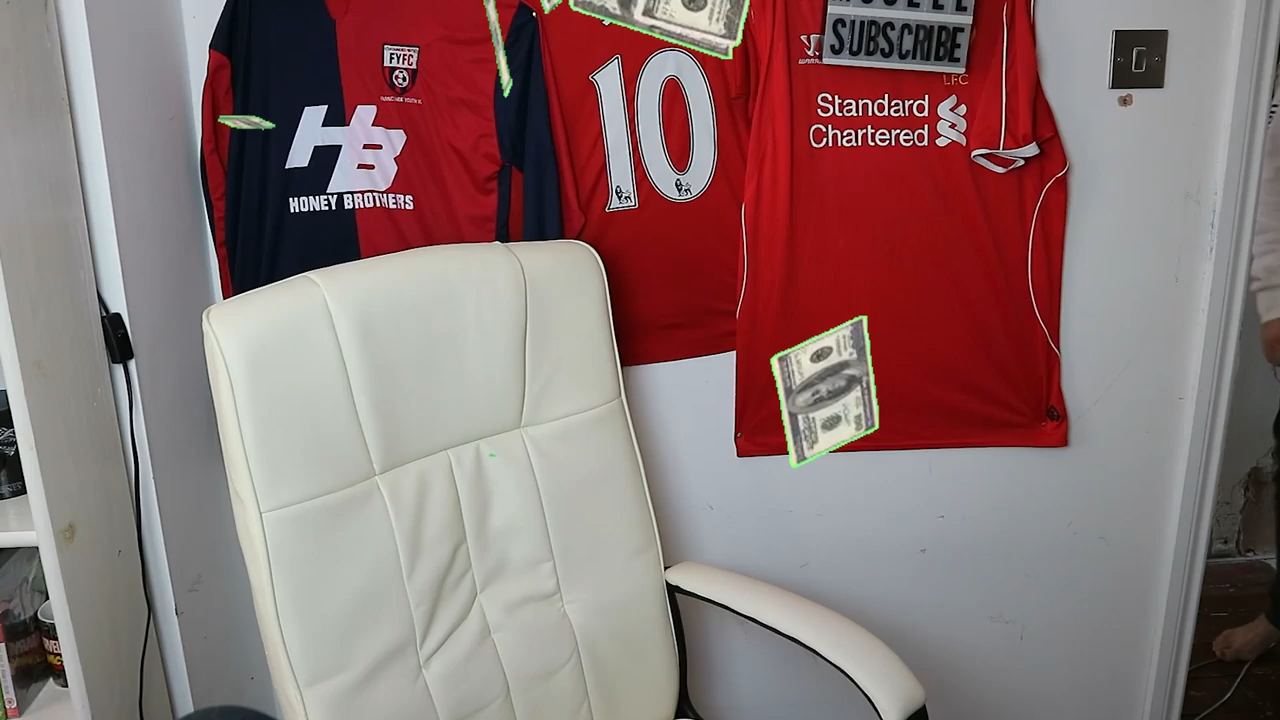 FYFC
HB
HONEY BROTHERS
10
SUBSCRIBE
LFC
Standard
Chartered